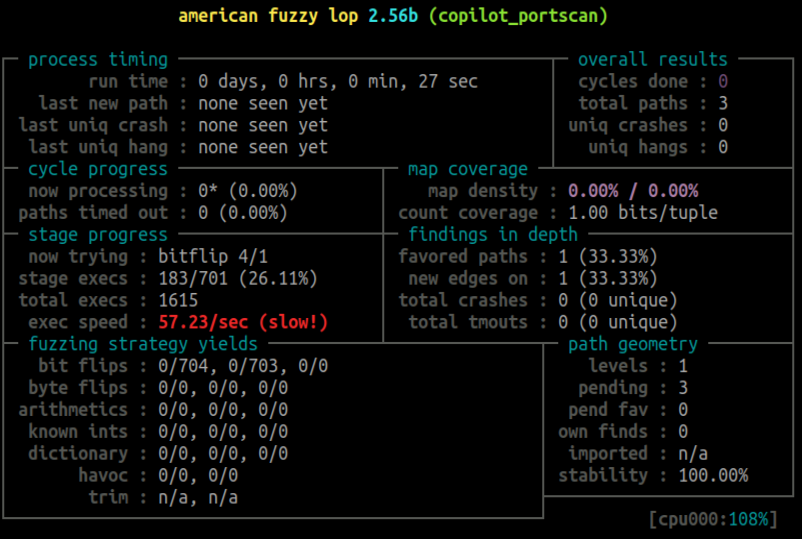 american fuzzy lop 2.56b (copilot_portscan)
process timing
run time : 0 days, 0 hrs, 0 min, 27 sec
last new path : none seen yet
last uniq crash : none seen yet
last uniq hang : none seen yet
overall results
cycles done : 0
total paths : 3
uniq crashes : 0
uniq hangs : 0
cycle progress
now processing : 0* (0.00%)
paths timed out : 0 (0.00%)
map coverage
map density : 0.00% / 0.00%
count coverage : 1.00 bits/tuple
stage progress
now trying : bitflip 4/1
stage execs : 183/701 (26.11%)
total execs : 1615
exec speed : 57.23/sec (slow!)
findings in depth
favored paths : 1 (33.33%)
new edges on : 1 (33.33%)
total crashes : 0 (0 unique)
total tmouts : 0 (0 unique)
fuzzing strategy yields
bit flips : 0/704, 0/703, 0/0
byte flips : 0/0, 0/0, 0/0
arithmetics : 0/0, 0/0, 0/0
known ints : 0/0, 0/0, 0/0
dictionary : 0/0, 0/0, 0/0
havoc : 0/0, 0/0
trim : n/a, n/a
path geometry
levels : 1
pending : 3
pend fav : 0
own finds : 0
imported : n/a
stability : 100.00%
[cpu000:108%]